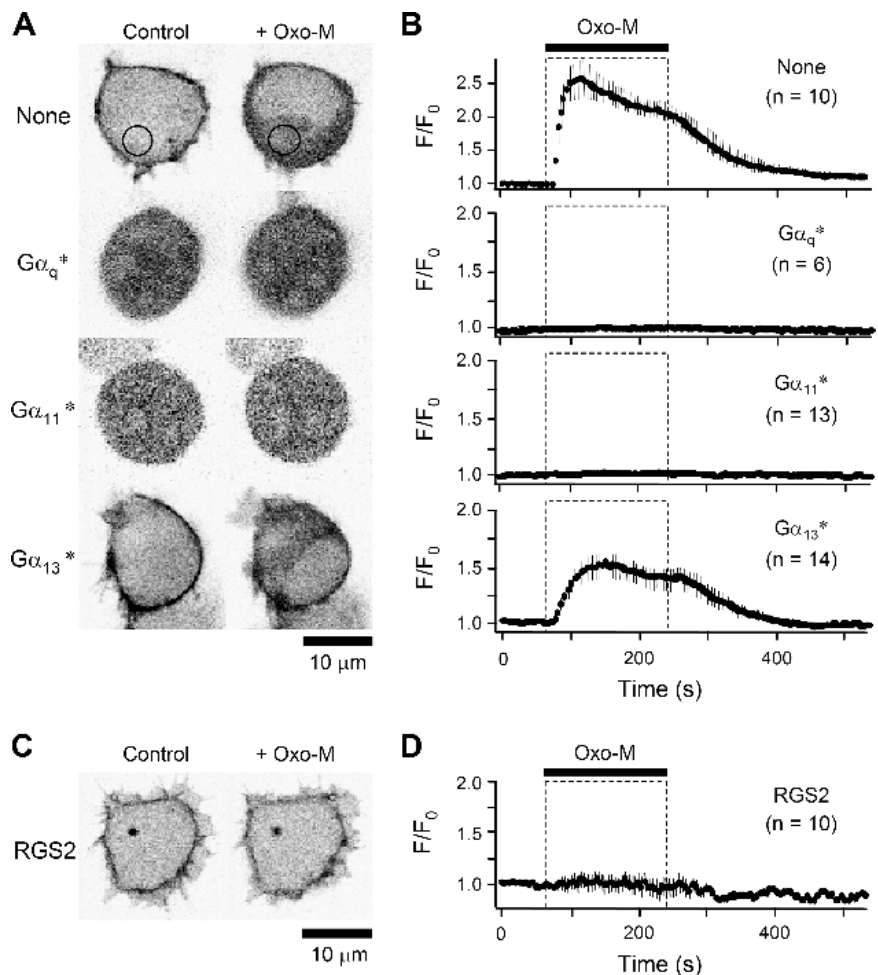 A
Control
+ Oxo-M
None
Gαq*
Gα11*
Gα13*
10 μm
B
Oxo-M
None
(n = 10)
F/F0
2.5
2.0
1.5
1.0
Gαq*
(n = 6)
F/F0
2.0
1.5
1.0
Gα11*
(n = 13)
F/F0
2.0
1.5
1.0
Gα13*
(n = 14)
F/F0
2.0
1.5
1.0
0
200
400
Time (s)
C
Control
+ Oxo-M
RGS2
10 μm
D
Oxo-M
RGS2
(n = 10)
F/F0
2.0
1.5
1.0
0
200
400
Time (s)